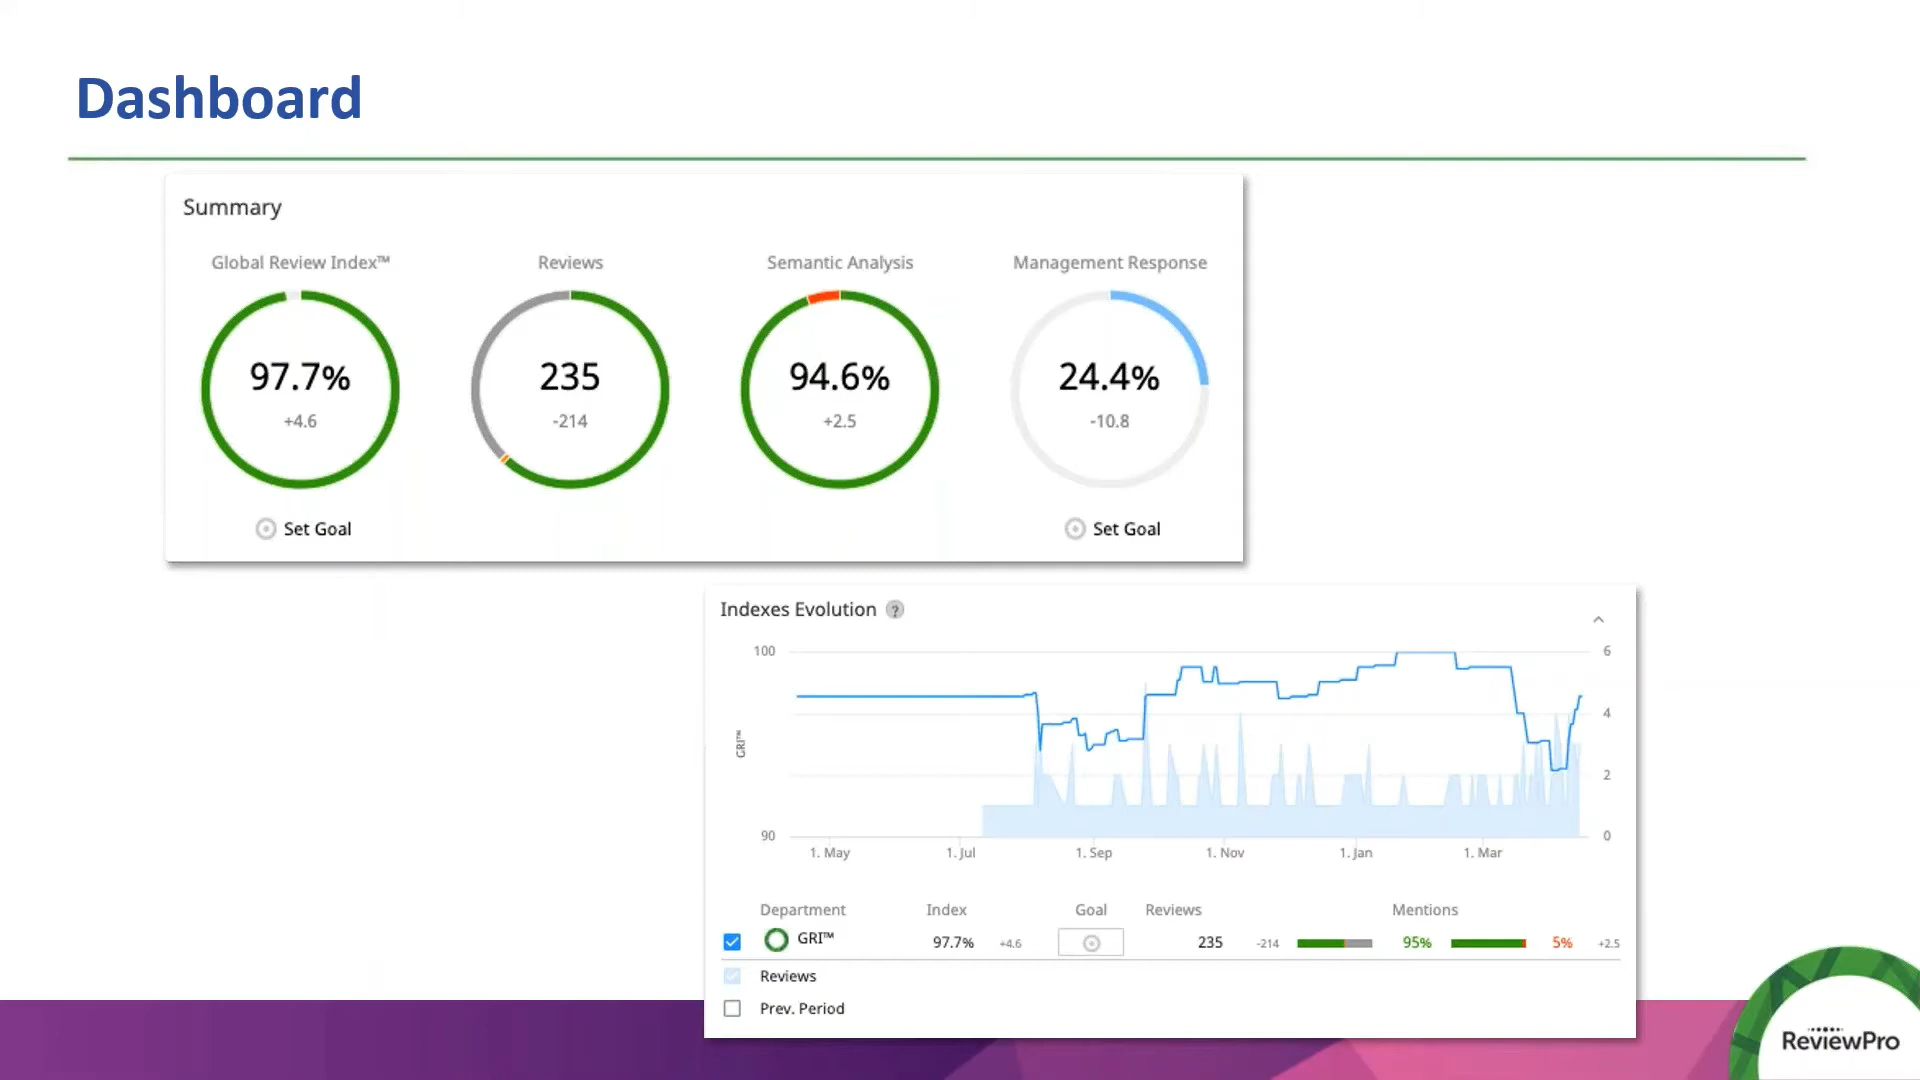 Dashboard
Summary
Global Review Index™
Reviews
Semantic Analysis
Management Response
97.7%
+4.6
235
-214
94.6%
+2.5
24.4%
-10.8
Set Goal
Set Goal
Indexes Evolution ?
100
90
GRI™
6
4
2
0
1. May
1. Jul
1. Sep
1. Nov
1. Jan
1. Mar
Department Index Goal Reviews Mentions
GRI™ 97.7% +4.6 235 -214 95% 5% +2.5
Reviews
Prev. Period
ReviewPro